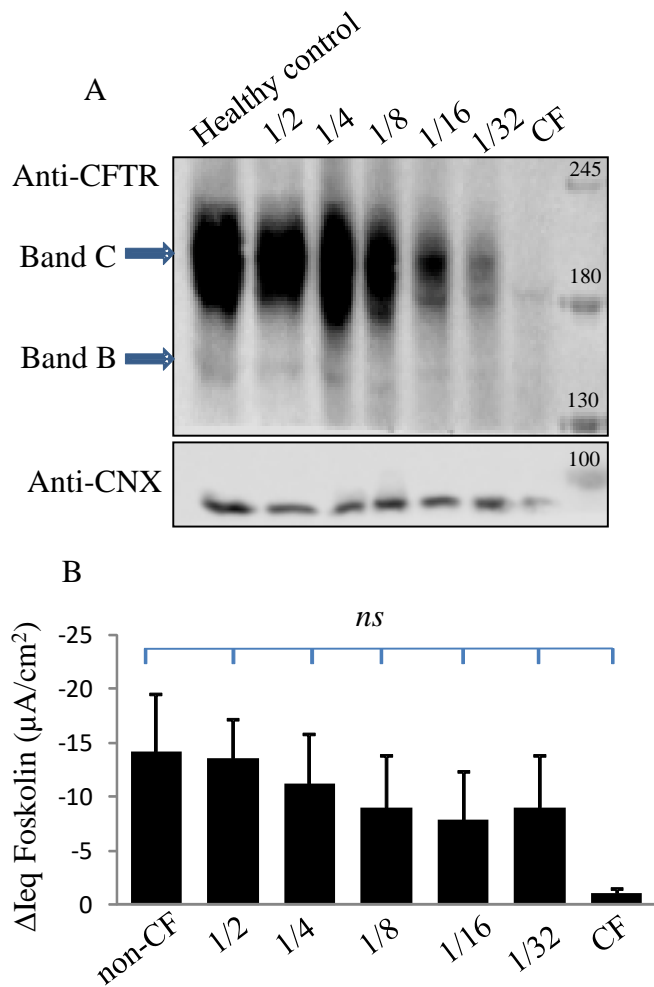 A
Healthy control 1/2 1/4 1/8 1/16 1/32 CF
Anti-CFTR
245
Band C
180
Band B
130
Anti-CNX
100
B
ns
ΔIeq Foskolin (µA/cm²)
-25
-20
-15
-10
-5
0
non-CF 1/2 1/4 1/8 1/16 1/32 CF